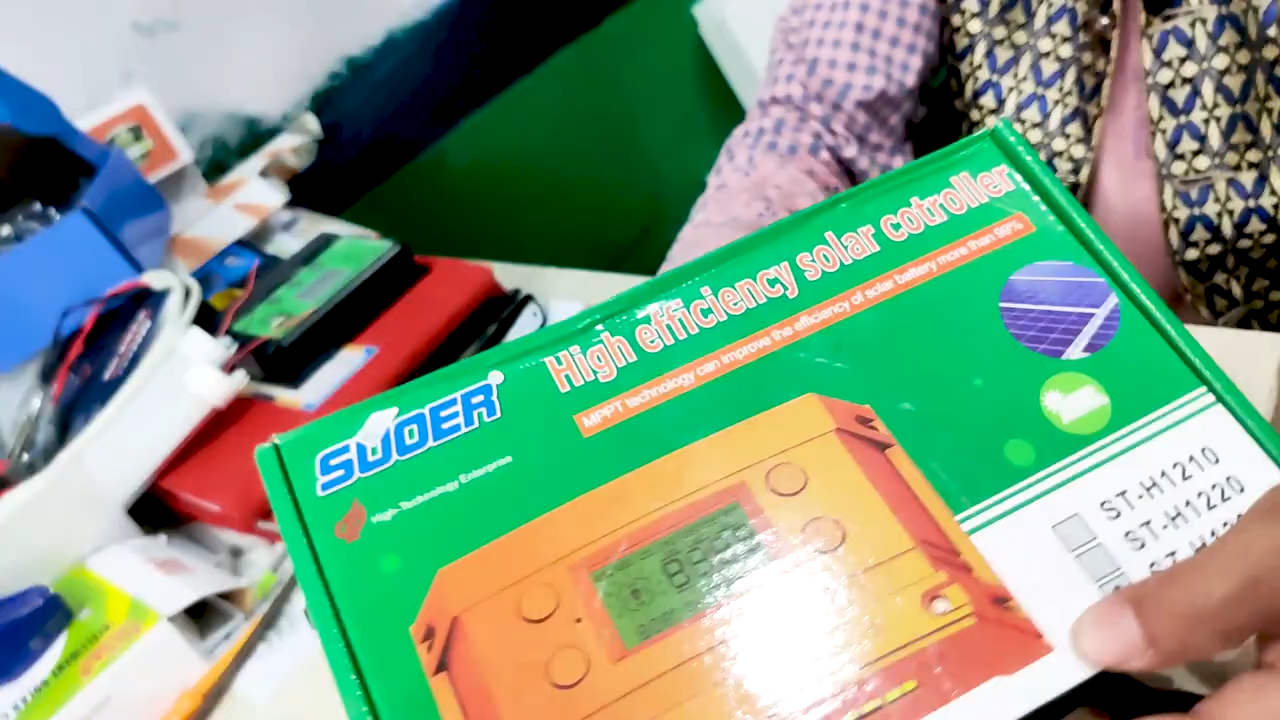 High efficiency solar cotroller
MPPT technology can improve the efficiency of solar battery more than 98%
SUOER
High-Technology Enterprise
ST-H1210
ST-H1220